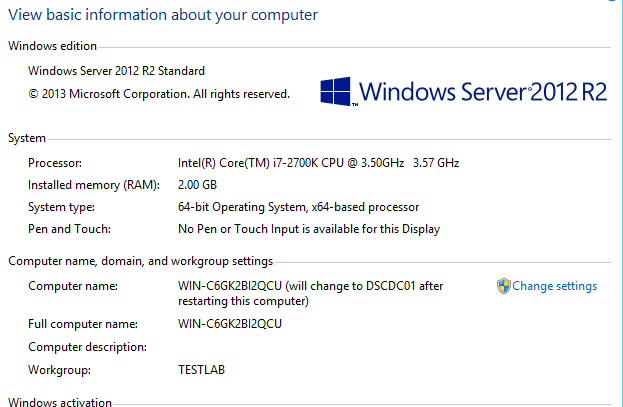 View basic information about your computer
Windows edition
Windows Server 2012 R2 Standard
© 2013 Microsoft Corporation. All rights reserved.
Windows Server 2012 R2
System
Processor: Intel(R) Core(TM) i7-2700K CPU @ 3.50GHz 3.57 GHz
Installed memory (RAM): 2.00 GB
System type: 64-bit Operating System, x64-based processor
Pen and Touch: No Pen or Touch Input is available for this Display
Computer name, domain, and workgroup settings
Computer name: WIN-C6GK2BI2QCU (will change to DSCDC01 after Change settings
restarting this computer)
Full computer name: WIN-C6GK2BI2QCU
Computer description:
Workgroup: TESTLAB
Windows activation